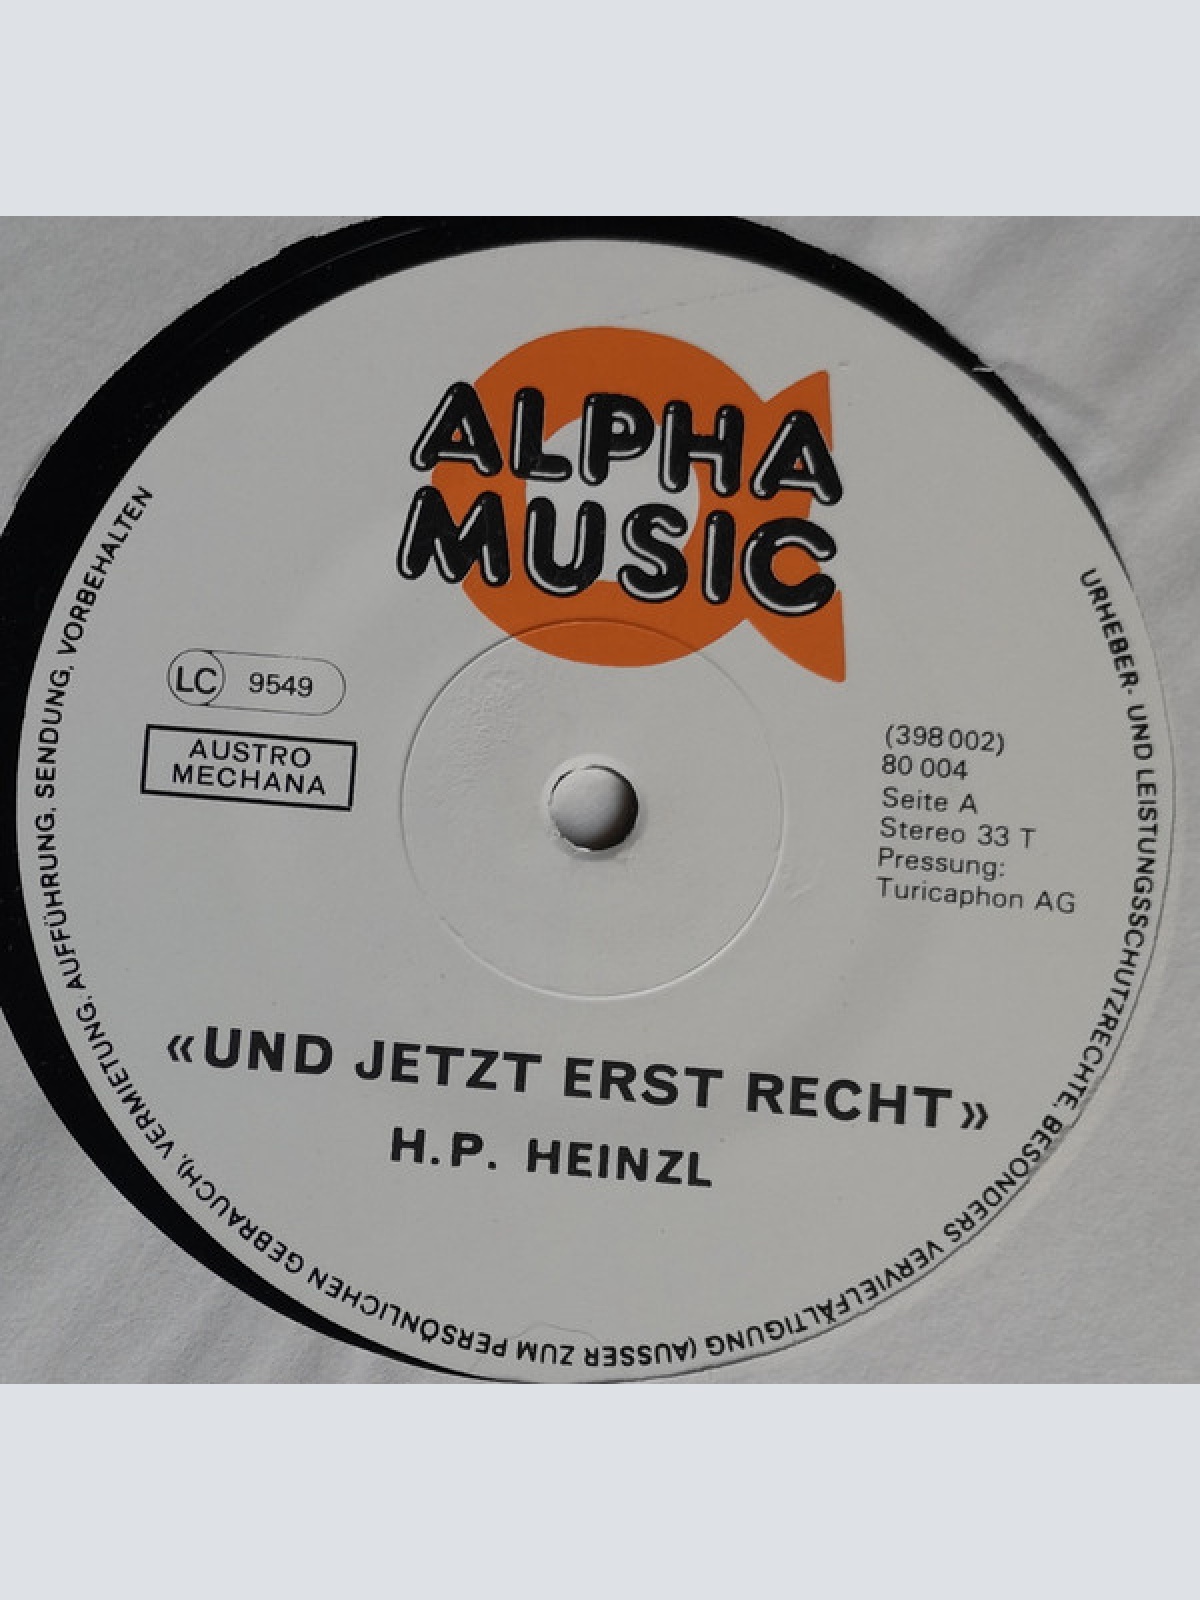 ALPHA
MUSIC
LC 9549
AUSTRO
MECHANA
(398 002)
80 004
Seite A
Stereo 33 T
Pressung:
Turicaphon AG
«UND JETZT ERST RECHT»
H.P. HEINZL
URHEBER- UND LEISTUNGSSCHUTZRECHTE, BESONDERS VERVIELFÄLTIGUNG (AUSSER ZUM PERSÖNLICHEN GEBRAUCH), VERMIETUNG, AUFFÜHRUNG, SENDUNG, VORBEHALTEN